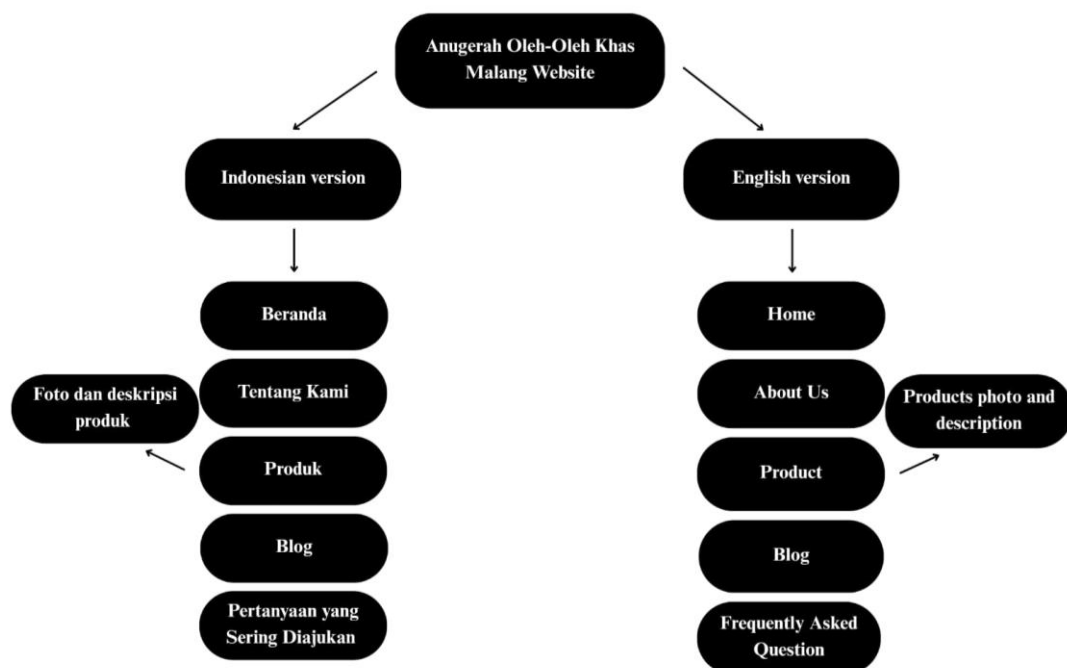 Anugerah Oleh-Oleh Khas
Malang Website
Indonesian version
English version
Beranda
Tentang Kami
Foto dan deskripsi
produk
Produk
Blog
Pertanyaan yang
Sering Diajukan
Home
About Us
Products photo and
description
Product
Blog
Frequently Asked
Question